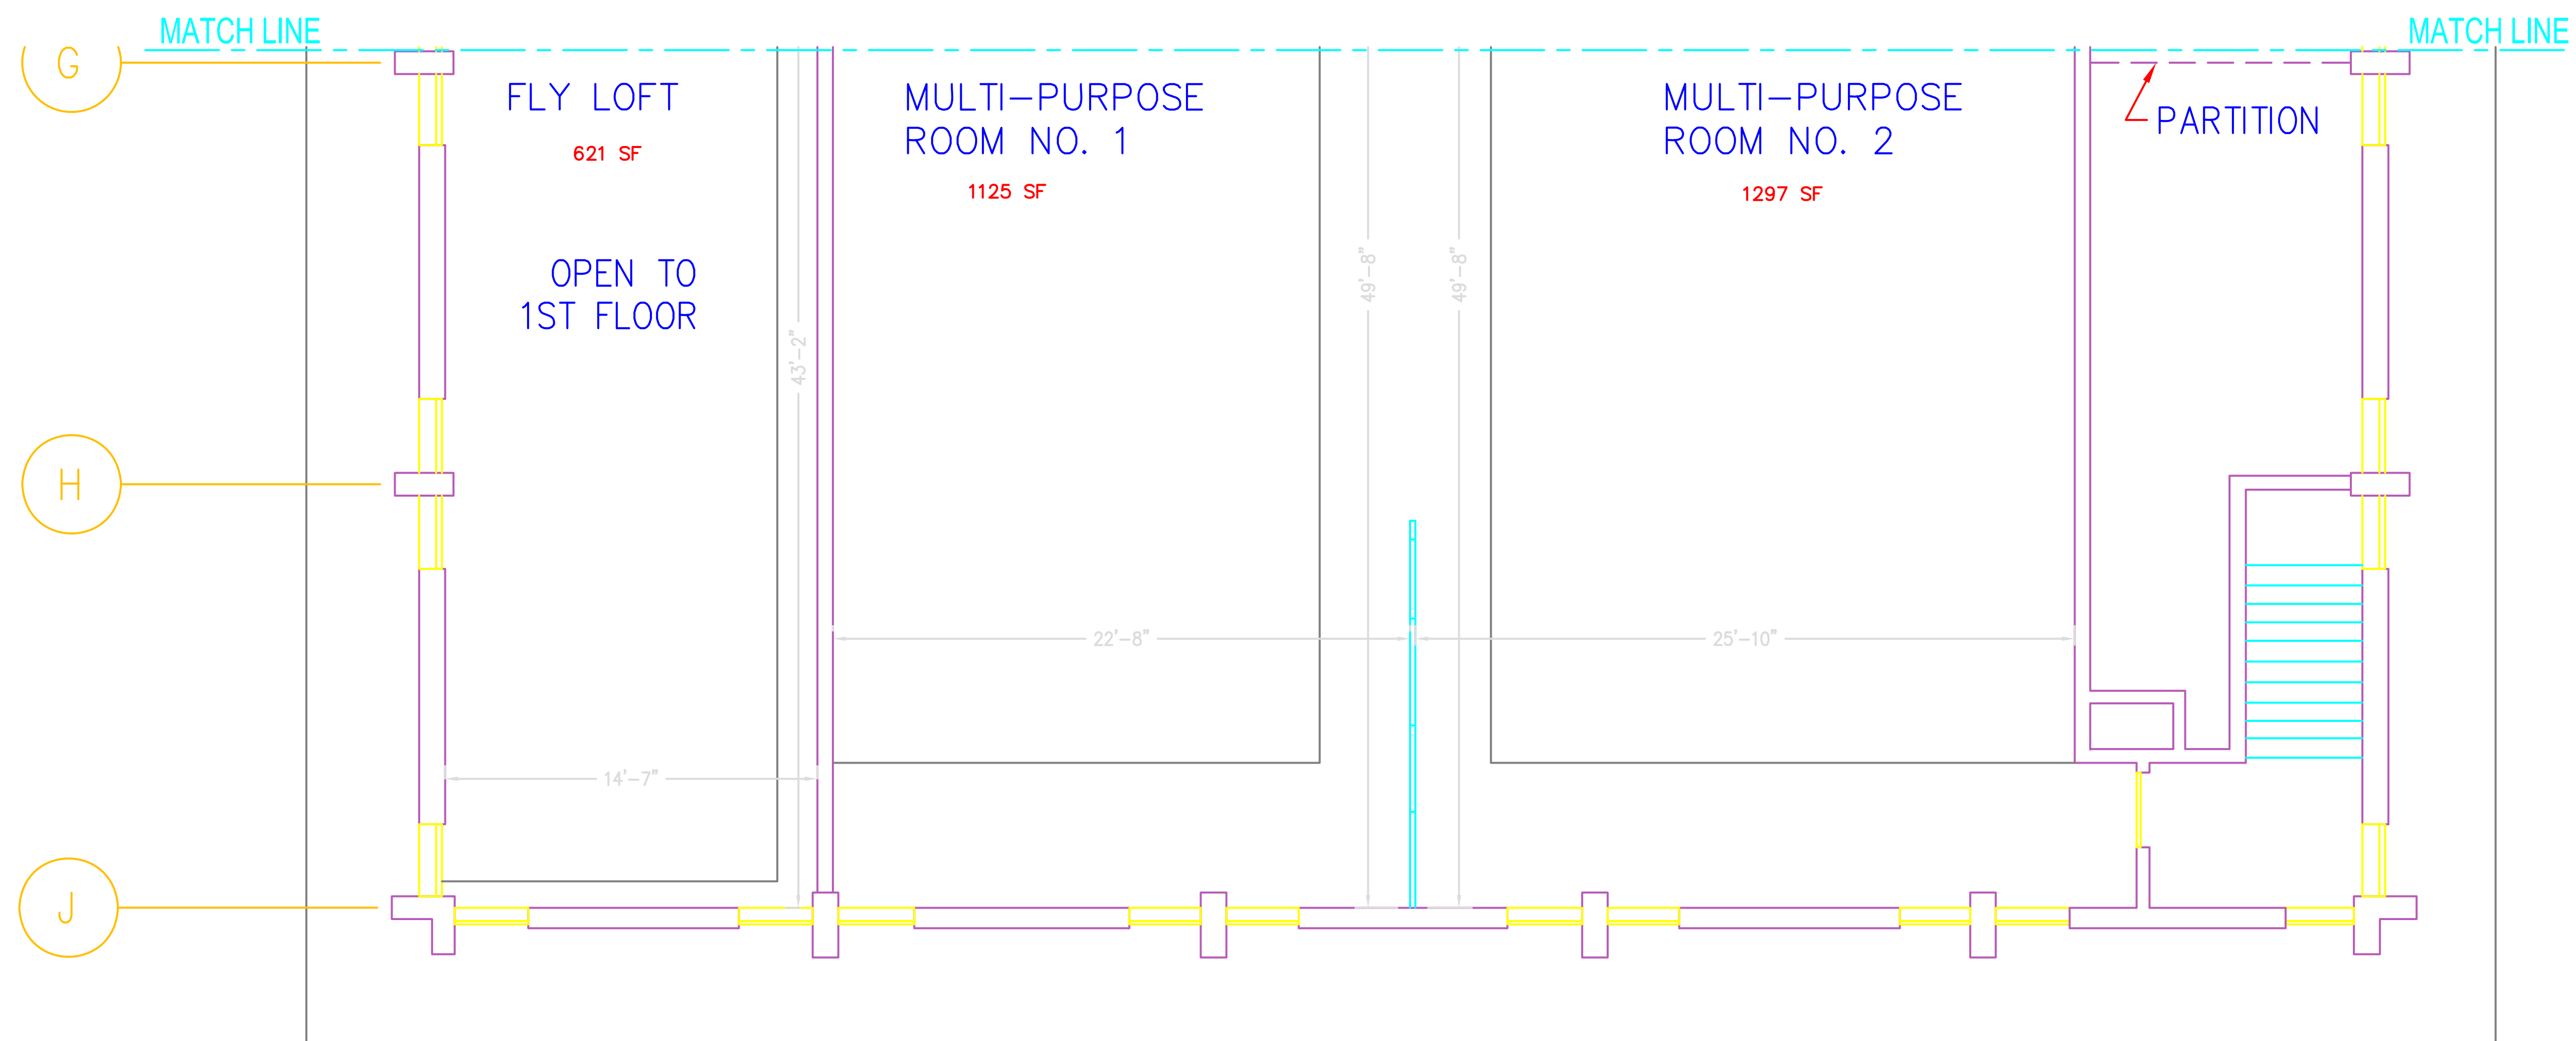 MATCH LINE
MATCH LINE
G
FLY LOFT
621 SF
MULTI-PURPOSE
ROOM NO. 1
1125 SF
MULTI-PURPOSE
ROOM NO. 2
1297 SF
PARTITION
OPEN TO
1ST FLOOR
43'-2"
49'-8"
49'-8"
H
22'-8"
25'-10"
14'-7"
J